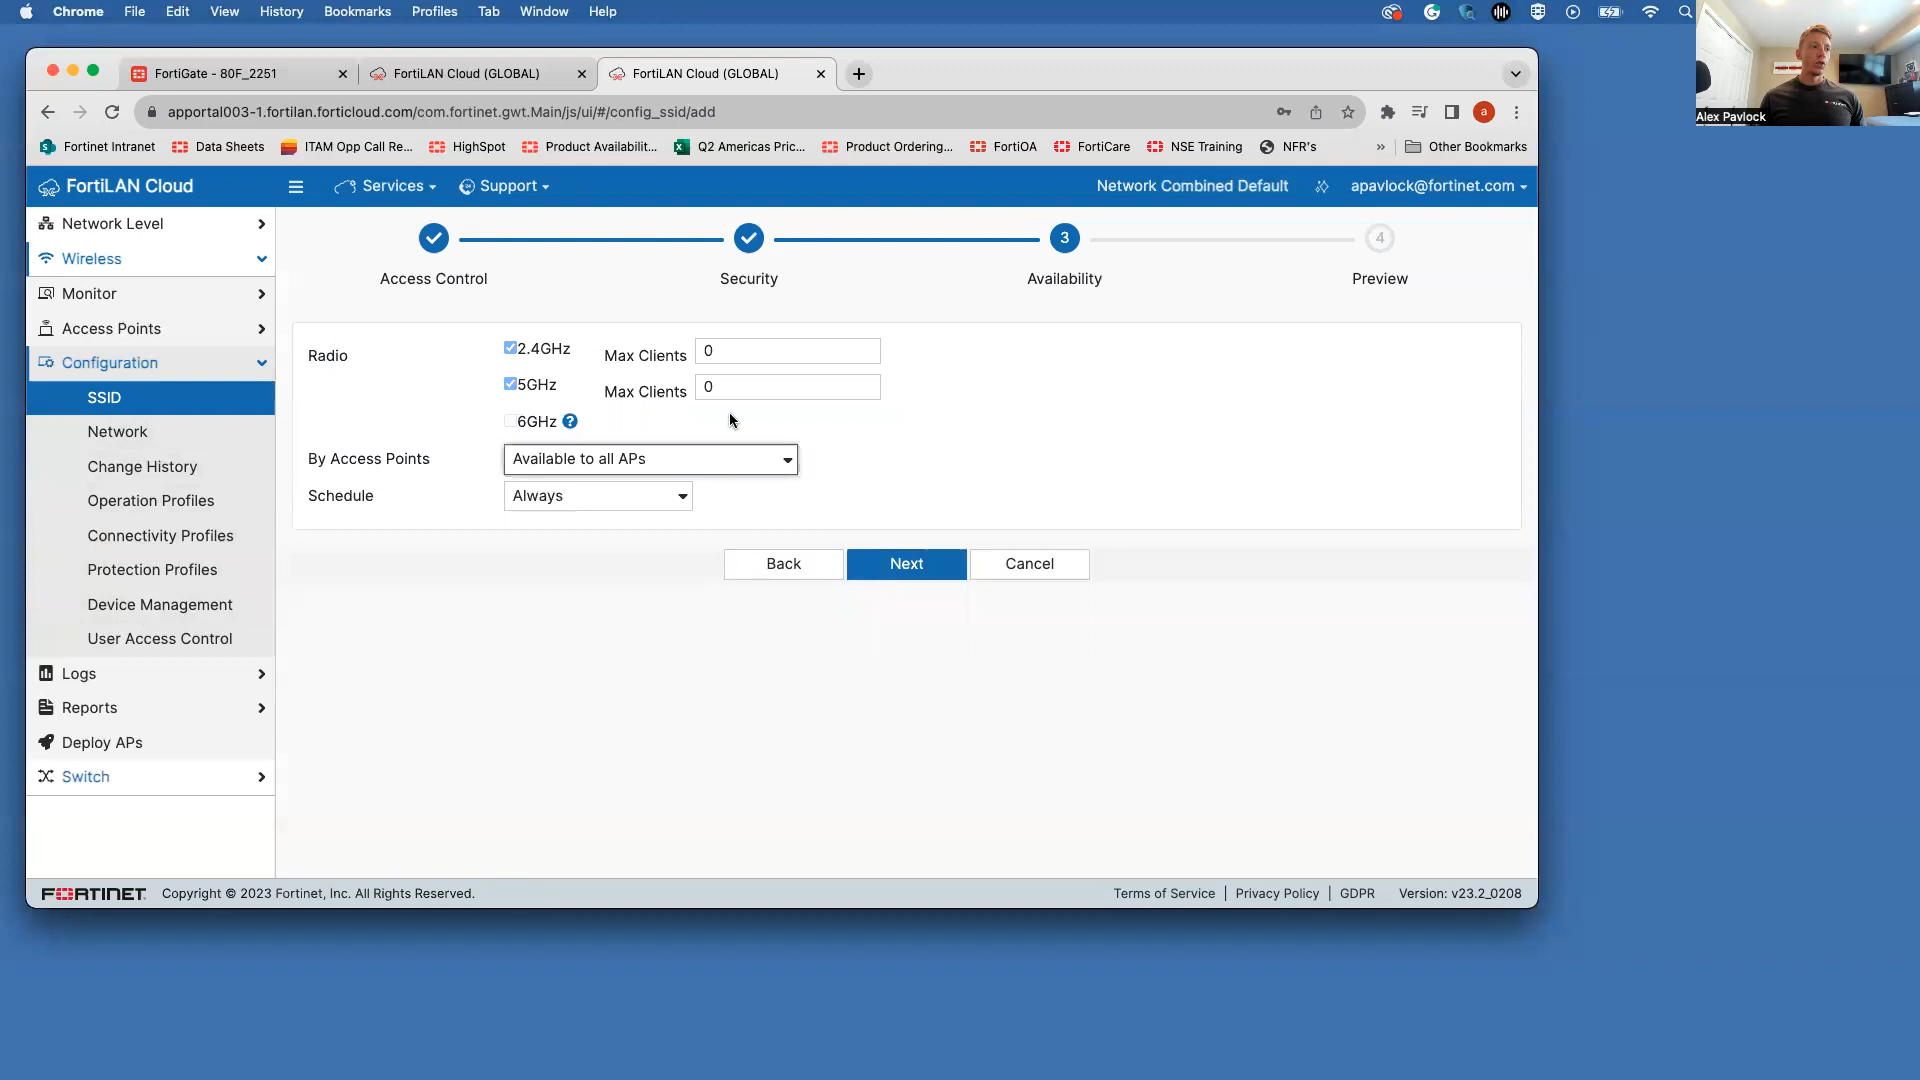 Chrome File Edit View History Bookmarks Profiles Tab Window Help
Alex Pavlock
FortiGate - 80F_2251 FortiLAN Cloud (GLOBAL) FortiLAN Cloud (GLOBAL)
apportal003-1.fortilan.forticloud.com/com.fortinet.gwt.Main/js/ui/#/config_ssid/add a
Fortinet Intranet Data Sheets ITAM Opp Call Re... HighSpot Product Availabilit... Q2 Americas Pric... Product Ordering... FortiOA FortiCare NSE Training NFR's » Other Bookmarks
FortiLAN Cloud Services Support Network Combined Default apavlock@fortinet.com
Network Level
Wireless
Monitor
Access Points
Configuration
SSID
Network
Change History
Operation Profiles
Connectivity Profiles
Protection Profiles
Device Management
User Access Control
Logs
Reports
Deploy APs
Switch
3 4
Access Control Security Availability Preview
Radio 2.4GHz Max Clients 0
5GHz Max Clients 0
6GHz ?
By Access Points Available to all APs
Schedule Always
Back Next Cancel
FORTINET Copyright © 2023 Fortinet, Inc. All Rights Reserved. Terms of Service | Privacy Policy | GDPR Version: v23.2_0208